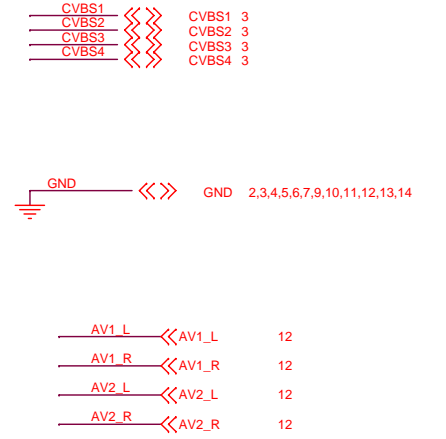 CVBS1 CVBS1 3
CVBS2 CVBS2 3
CVBS3 CVBS3 3
CVBS4 CVBS4 3
GND GND 2,3,4,5,6,7,9,10,11,12,13,14
AV1_L AV1_L 12
AV1_R AV1_R 12
AV2_L AV2_L 12
AV2_R AV2_R 12